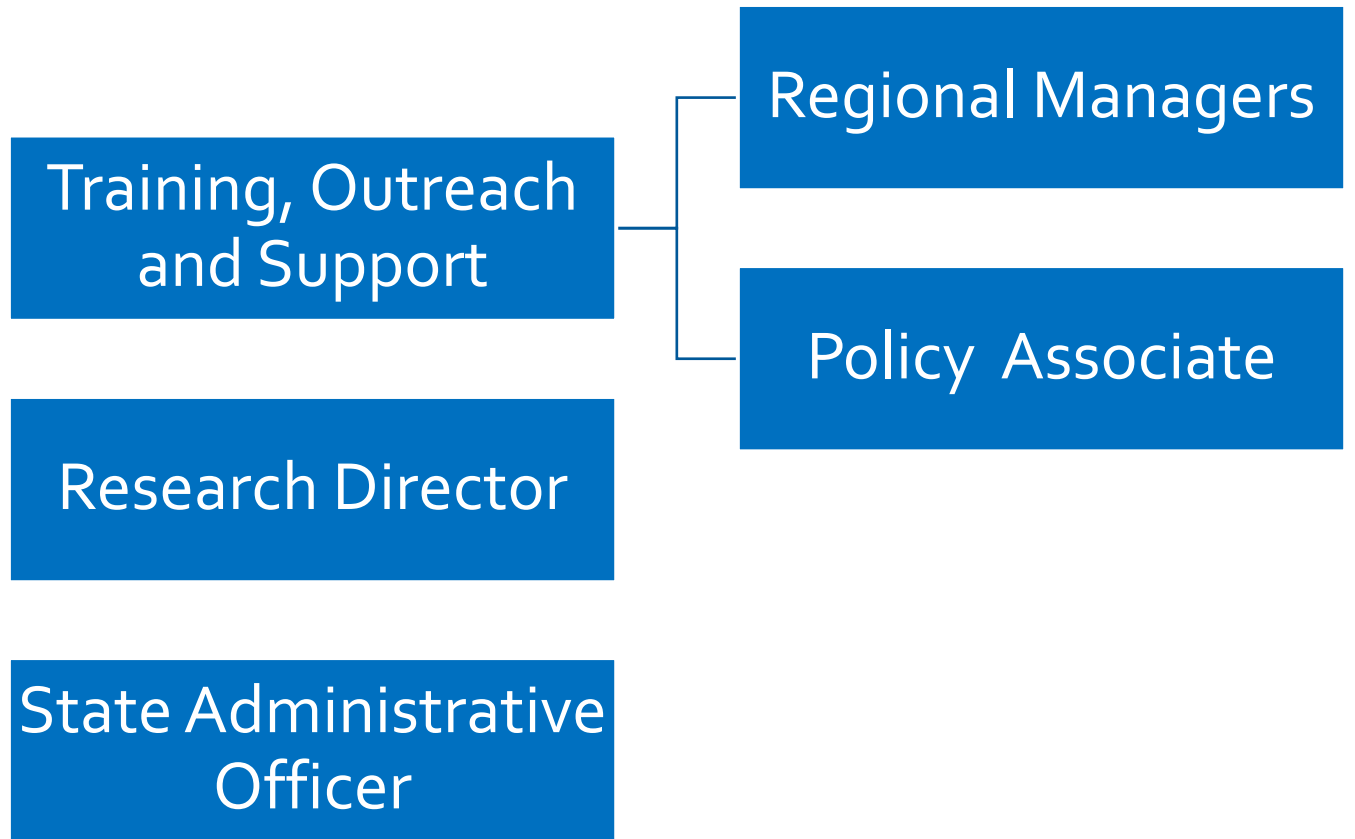 Regional Managers
Training, Outreach
and Support
Policy  Associate
Research Director
State Administrative
Officer